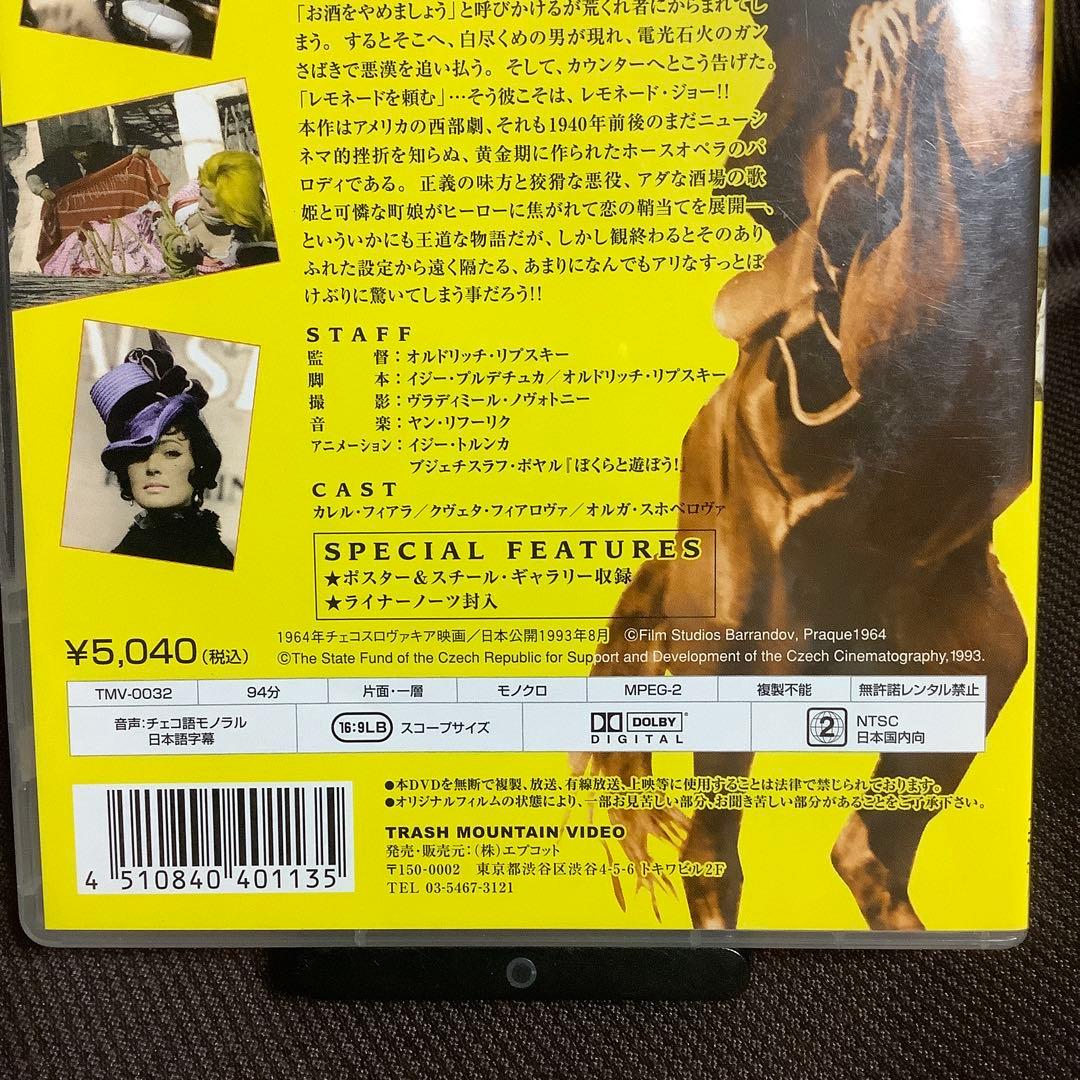 「お酒をやめましょう」と呼びかけるが荒くれ者にからまれてし
まう。するとそこへ、白尽くめの男が現れ、電光石火のガン
さばきで悪漢を追い払う。そして、カウンターへとこう告げた。
「レモネードを頼む」…そう彼こそは、レモネード・ジョー!!
本作はアメリカの西部劇、それも1940年前後のまだニューシ
ネマ的挫折を知らぬ、黄金期に作られたホースオペラのパ
ロディである。正義の味方と狡猾な悪役、アダな酒場の歌
姫と可憐な町娘がヒーローに焦がれて恋の鞘当てを展開―、
といういかにも王道な物語だが、しかし観終わるとそのあり
ふれた設定から遠く隔たる、あまりになんでもアリなすっとぼ
けぶりに驚いてしまう事だろう!!
STAFF
監督：オルドリッチ・リプスキー
脚本：イジー・ブルデチュカ／オルドリッチ・リプスキー
撮影：ヴラディミール・ノヴォトニー
音楽：ヤン・リフーリク
アニメーション：イジー・トルンカ
ブジェチスラフ・ポヤル『ぼくらと遊ぼう!』
CAST
カレル・フィアラ／クヴェタ・フィアロヴァ／オルガ・スホベロヴァ
SPECIAL FEATURES
★ポスター＆スチール・ギャラリー収録
★ライナーノーツ封入
¥5,040(税込)
1964年チェコスロヴァキア映画／日本公開1993年8月 ©Film Studios Barrandov, Praque1964
©The State Fund of the Czech Republic for Support and Development of the Czech Cinematography,1993.
TMV-0032 94分 片面・一層 モノクロ MPEG-2 複製不能 無許諾レンタル禁止
音声：チェコ語モノラル
日本語字幕
16:9LB スコープサイズ
DOLBY
DIGITAL
2 NTSC
日本国内向
●本DVDを無断で複製、放送、有線放送、上映等に使用することは法律で禁じられております。
●オリジナルフィルムの状態により、一部お見苦しい部分、お聞き苦しい部分があることをご了承下さい。
4 510840 401135
TRASH MOUNTAIN VIDEO
発売・販売元：(株)エプコット
〒150-0002 東京都渋谷区渋谷4-5-6 トキワビル2F
TEL 03-5467-3121